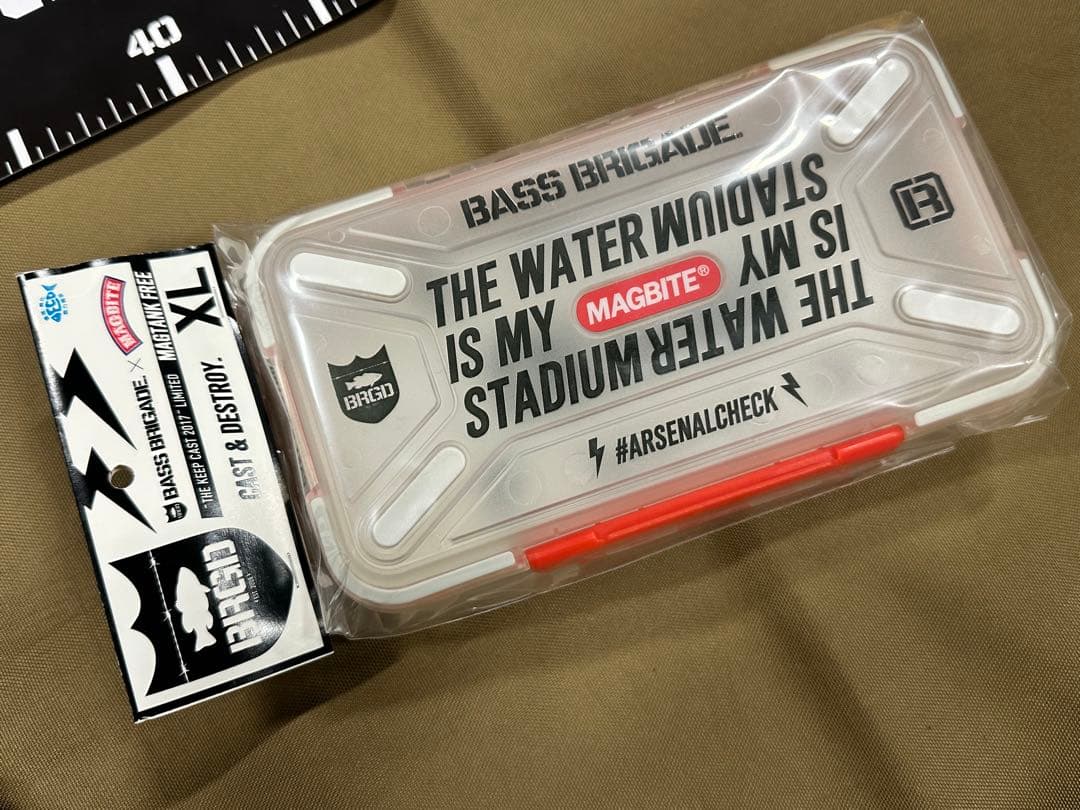 40
MAGBITE
BASS BRIGADE. ×
"THE KEEP CAST 2017" LIMITED
MAGTANK FREE
XL
CAST & DESTROY.
BRGD
BASS BRIGADE.
THE WATER
IS MY
STADIUM
MAGBITE®
THE WATER
IS MY
STADIUM
BRGD
R
#ARSENALCHECK